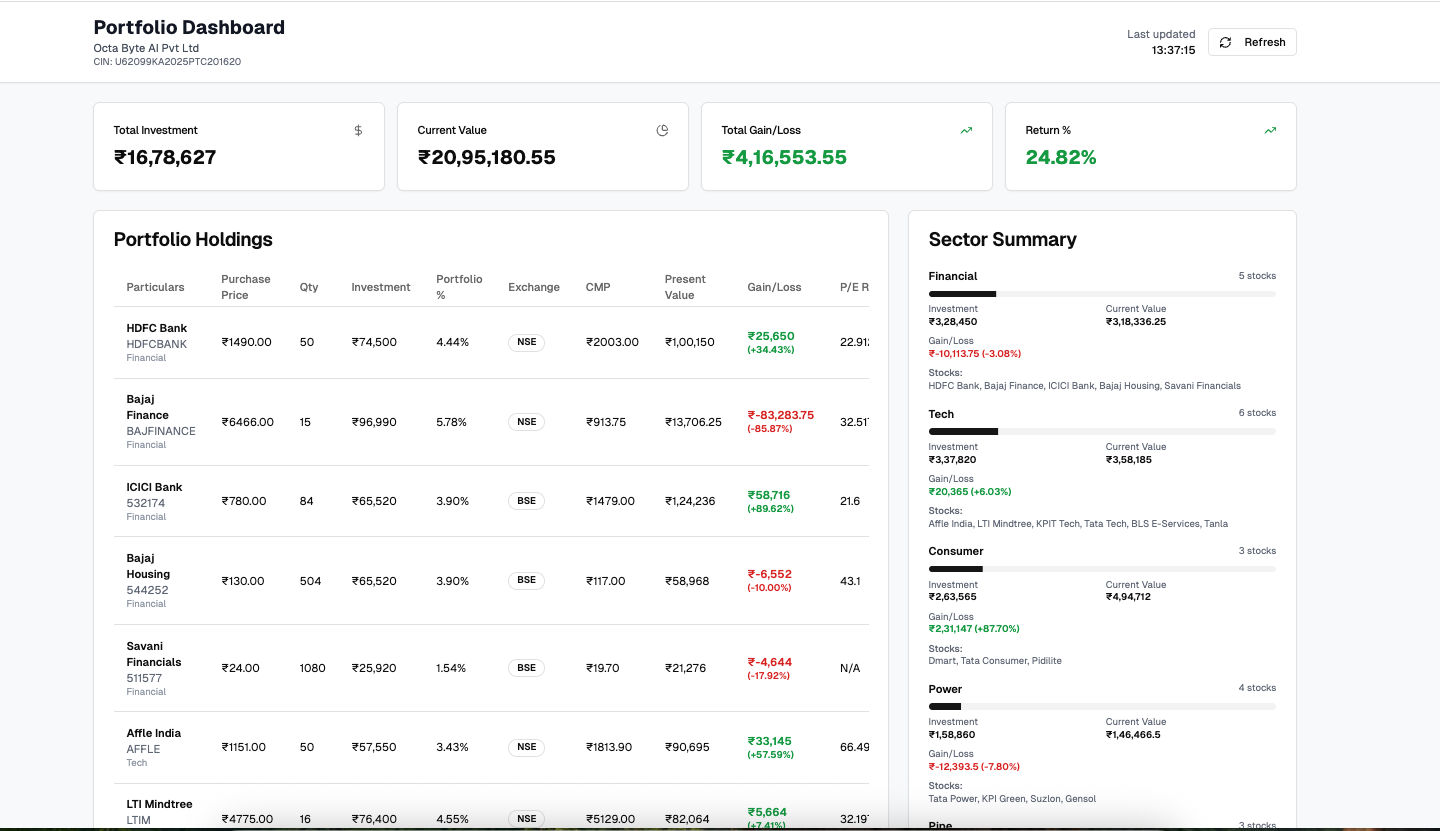 Portfolio Dashboard
Octa Byte AI Pvt Ltd
CIN: U62099KA2025PTC201620
Last updated
13:37:15
Refresh
Total Investment
₹16,78,627
Current Value
₹20,95,180.55
Total Gain/Loss
₹4,16,553.55
Return %
24.82%
Portfolio Holdings
Particulars Purchase Price Qty Investment Portfolio % Exchange CMP Present Value Gain/Loss P/E R
HDFC Bank
HDFCBANK
Financial
₹1490.00 50 ₹74,500 4.44% NSE ₹2003.00 ₹1,00,150 ₹25,650 (+34.43%) 22.91
Bajaj
Finance
BAJFINANCE
Financial
₹6466.00 15 ₹96,990 5.78% NSE ₹913.75 ₹13,706.25 ₹-83,283.75 (-85.87%) 32.51
ICICI Bank
532174
Financial
₹780.00 84 ₹65,520 3.90% BSE ₹1479.00 ₹1,24,236 ₹58,716 (+89.62%) 21.6
Bajaj
Housing
544252
Financial
₹130.00 504 ₹65,520 3.90% BSE ₹117.00 ₹58,968 ₹-6,552 (-10.00%) 43.1
Savani
Financials
511577
Financial
₹24.00 1080 ₹25,920 1.54% BSE ₹19.70 ₹21,276 ₹-4,644 (-17.92%) N/A
Affle India
AFFLE
Tech
₹1151.00 50 ₹57,550 3.43% NSE ₹1813.90 ₹90,695 ₹33,145 (+57.59%) 66.49
LTI Mindtree
LTIM
₹4775.00 16 ₹76,400 4.55% NSE ₹5129.00 ₹82,064 ₹5,664 (+7.41%) 32.19
Sector Summary
Financial 5 stocks
Investment Current Value
₹3,28,450 ₹3,18,336.25
Gain/Loss
₹-10,113.75 (-3.08%)
Stocks:
HDFC Bank, Bajaj Finance, ICICI Bank, Bajaj Housing, Savani Financials
Tech 6 stocks
Investment Current Value
₹3,37,820 ₹3,58,185
Gain/Loss
₹20,365 (+6.03%)
Stocks:
Affle India, LTI Mindtree, KPIT Tech, Tata Tech, BLS E-Services, Tanla
Consumer 3 stocks
Investment Current Value
₹2,63,565 ₹4,94,712
Gain/Loss
₹2,31,147 (+87.70%)
Stocks:
Dmart, Tata Consumer, Pidilite
Power 4 stocks
Investment Current Value
₹1,58,860 ₹1,46,466.5
Gain/Loss
₹-12,393.5 (-7.80%)
Stocks:
Tata Power, KPI Green, Suzlon, Gensol
Pipe 3 stocks